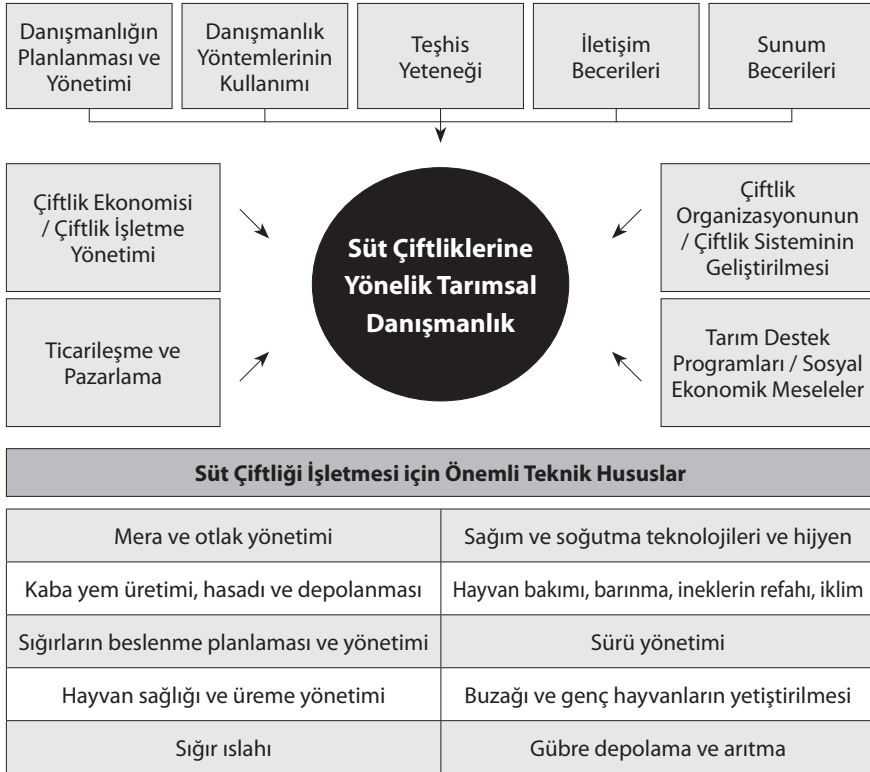 Danışmanlığın
Planlanması ve
Yönetimi
Danışmanlık
Yöntemlerinin
Kullanımı
Teşhis
Yeteneği
İletişim
Becerileri
Sunum
Becerileri
Çiftlik Ekonomisi
/ Çiftlik İşletme
Yönetimi
Ticarileşme ve
Pazarlama
Süt Çiftliklerine
Yönelik Tarımsal
Danışmanlık
Çiftlik
Organizasyonunun
/ Çiftlik Sisteminin
Geliştirilmesi
Tarım Destek
Programları / Sosyal
Ekonomik Meseleler
Süt Çiftliği İşletmesi için Önemli Teknik Hususlar
Mera ve otlak yönetimi
Sağım ve soğutma teknolojileri ve hijyen
Kaba yem üretimi, hasadı ve depolanması
Hayvan bakımı, barınma, ineklerin refahı, iklim
Sığırların beslenme planlaması ve yönetimi
Sürü yönetimi
Hayvan sağlığı ve üreme yönetimi
Buzağı ve genç hayvanların yetiştirilmesi
Sığır ıslahı
Gübre depolama ve arıtma